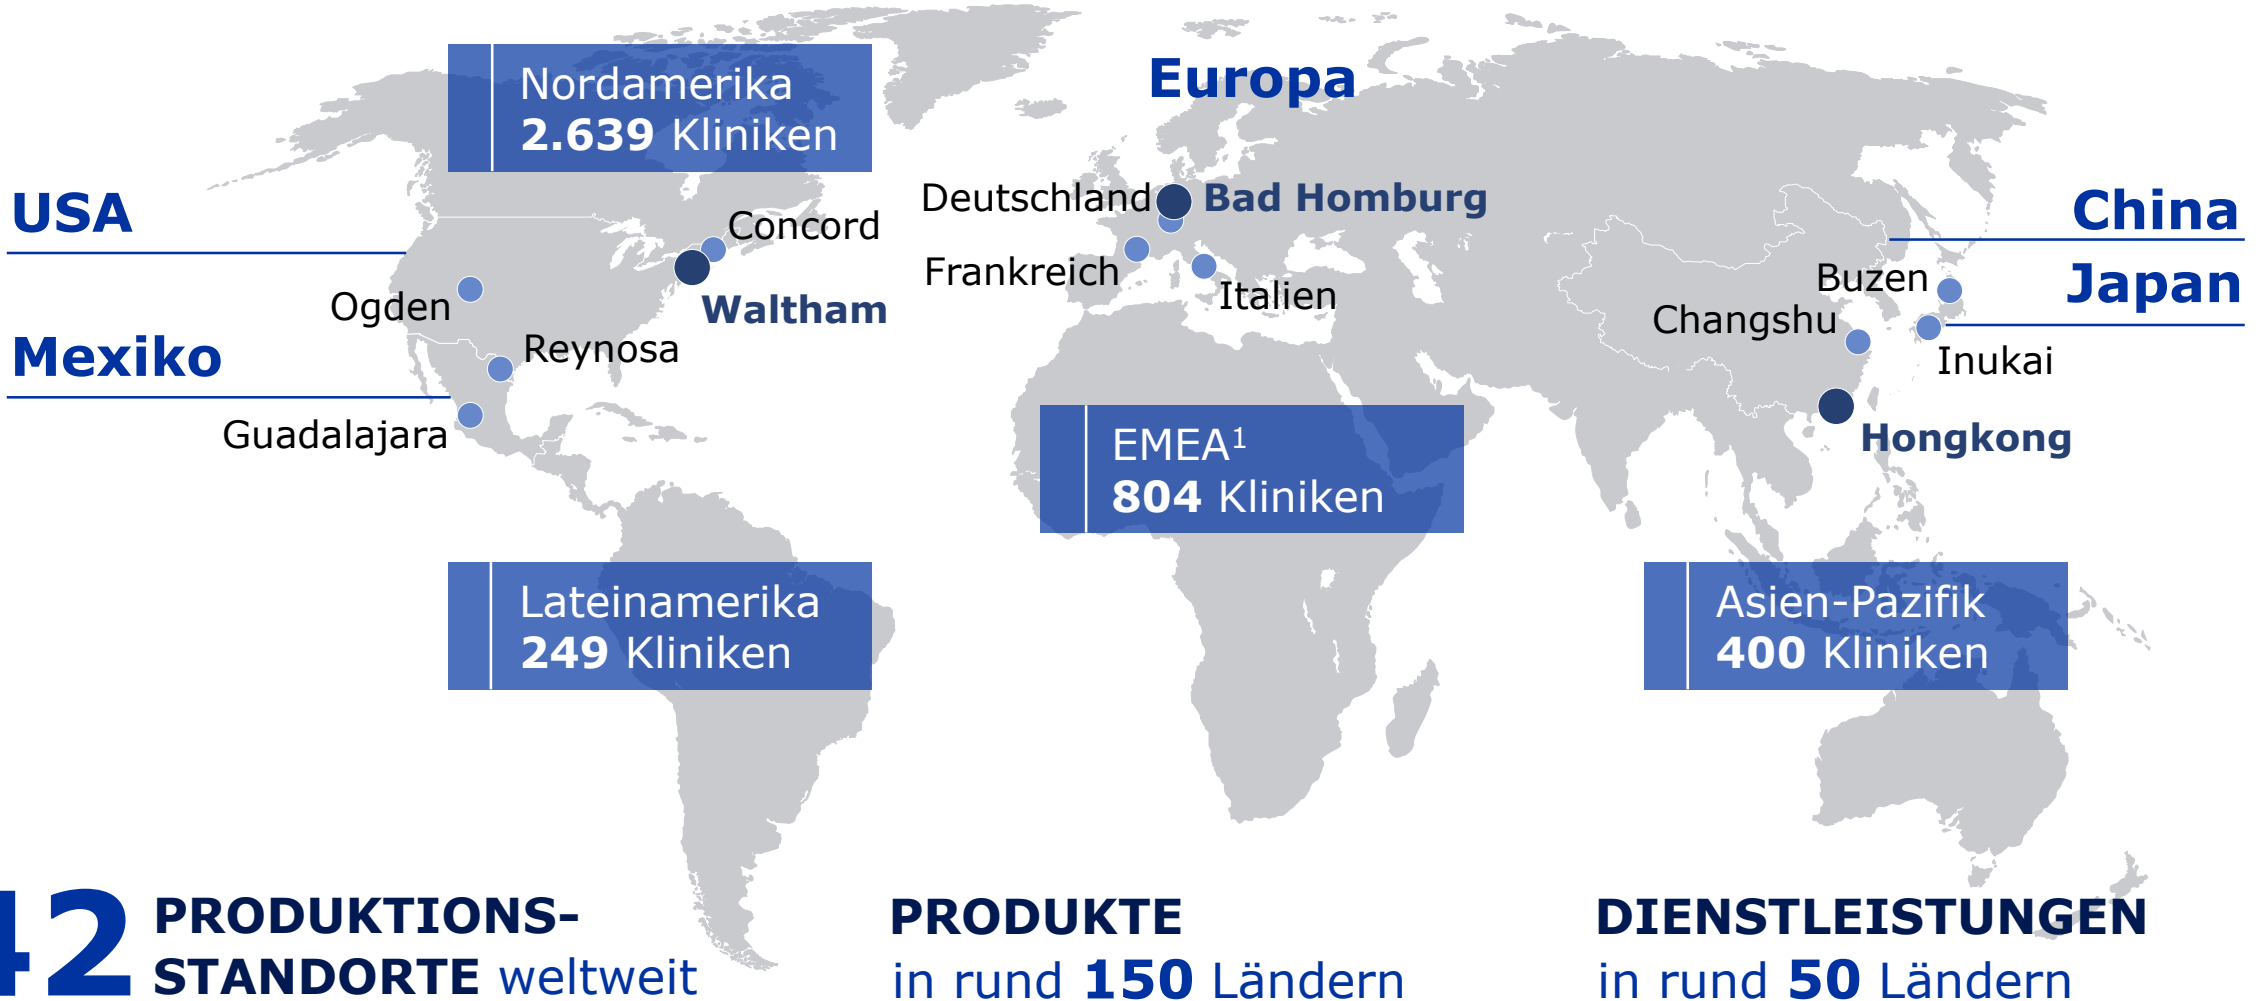 Nordamerika
2.639 Kliniken
Europa
USA
Concord
Ogden
Waltham
Mexiko
Reynosa
Guadalajara
Deutschland
Bad Homburg
Frankreich
Italien
China
Japan
Buzen
Changshu
Inukai
Hongkong
EMEA¹
804 Kliniken
Lateinamerika
249 Kliniken
Asien-Pazifik
400 Kliniken
42 PRODUKTIONS-
STANDORTE weltweit
PRODUKTE
in rund 150 Ländern
DIENSTLEISTUNGEN
in rund 50 Ländern